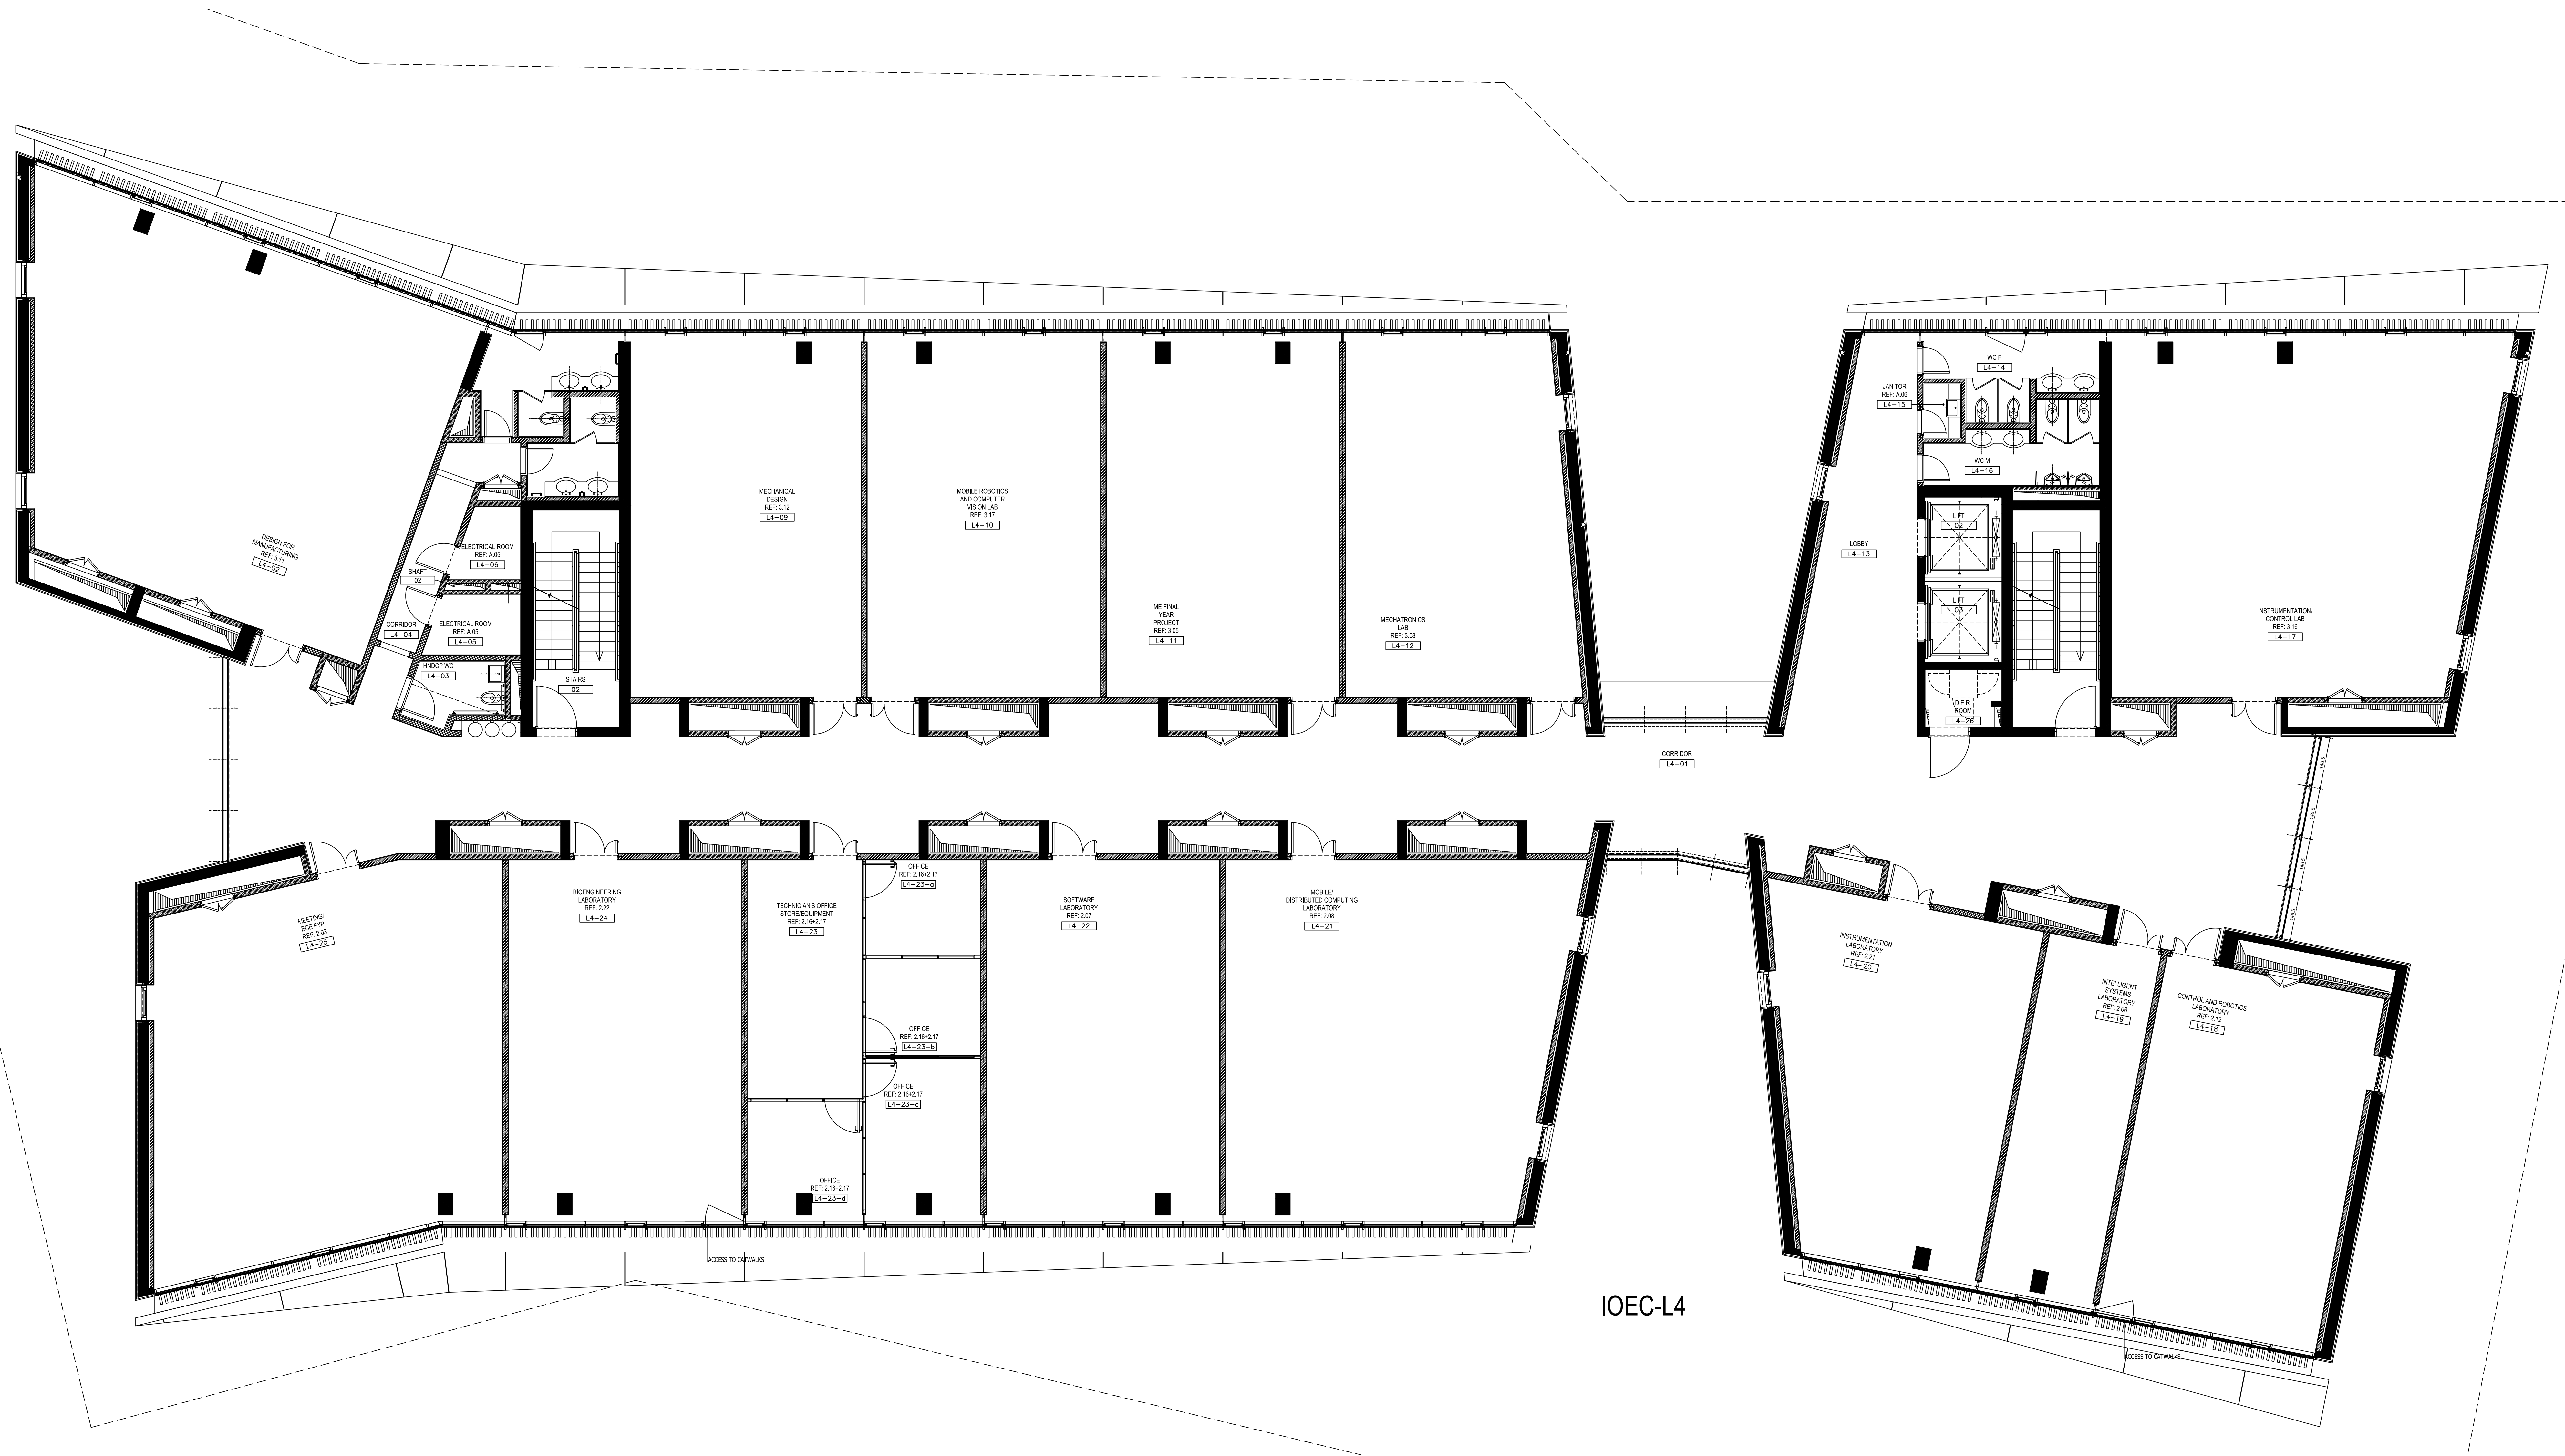 DESIGN FOR
MANUFACTURING
REF: 3.11
L4-02
ELECTRICAL ROOM
REF: A.05
L4-06
SHAFT
02
CORRIDOR
L4-04
ELECTRICAL ROOM
REF: A.05
L4-05
HNDCP WC
L4-03
STAIRS
02
MECHANICAL
DESIGN
REF: 3.12
L4-09
MOBILE ROBOTICS
AND COMPUTER
VISION LAB
REF: 3.17
L4-10
ME FINAL
YEAR
PROJECT
REF: 3.05
L4-11
MECHATRONICS
LAB
REF: 3.08
L4-12
CORRIDOR
L4-01
LOBBY
L4-13
WC F
L4-14
JANITOR
REF: A.06
L4-15
WC M
L4-16
LIFT
02
LIFT
03
D.E.R.
ROOM
L4-26
INSTRUMENTATION/
CONTROL LAB
REF: 3.16
L4-17
146.5
146.5
146.5
146.5
MEETING/
ECE FYP
REF: 2.03
L4-25
BIOENGINEERING
LABORATORY
REF: 2.22
L4-24
TECHNICIAN'S OFFICE
STORE/EQUIPMENT
REF: 2.16+2.17
L4-23
OFFICE
REF: 2.16+2.17
L4-23-a
OFFICE
REF: 2.16+2.17
L4-23-b
OFFICE
REF: 2.16+2.17
L4-23-c
OFFICE
REF: 2.16+2.17
L4-23-d
SOFTWARE
LABORATORY
REF: 2.07
L4-22
MOBILE/
DISTRIBUTED COMPUTING
LABORATORY
REF: 2.08
L4-21
INSTRUMENTATION
LABORATORY
REF: 2.21
L4-20
INTELLIGENT
SYSTEMS
LABORATORY
REF: 2.06
L4-19
CONTROL AND ROBOTICS
LABORATORY
REF: 2.12
L4-18
ACCESS TO CATWALKS
ACCESS TO CATWALKS
IOEC-L4